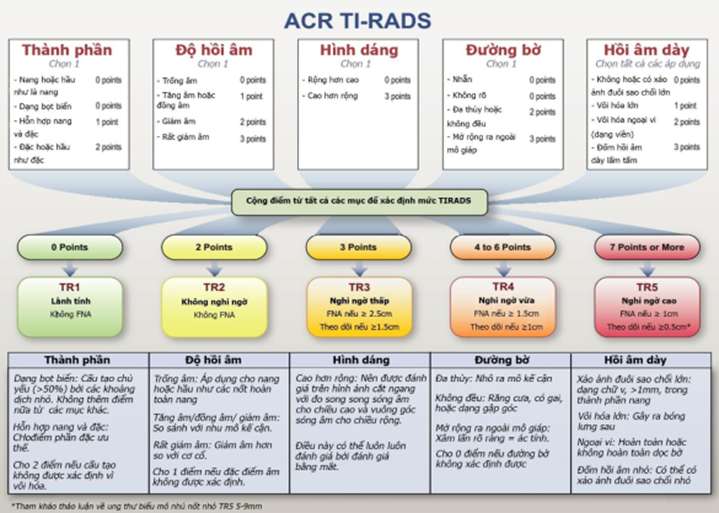 ACR TI-RADS
Thành phần
Chọn 1
- Nang hoặc hầu như là nang 0 points
- Dạng bọt biển 0 points
- Hỗn hợp nang và đặc 1 point
- Đặc hoặc hầu như đặc 2 points
Độ hồi âm
Chọn 1
- Trống âm 0 points
- Tăng âm hoặc đồng âm 1 point
- Giảm âm 2 points
- Rất giảm âm 3 points
Hình dáng
Chọn 1
- Rộng hơn cao 0 points
- Cao hơn rộng 3 points
Đường bờ
Chọn 1
- Nhẵn 0 points
- Không rõ 0 points
- Đa thùy hoặc không đều 2 points
- Mở rộng ra ngoài mô giáp 3 points
Hồi âm dày
Chọn tất cả các áp dụng
- Không hoặc có xảo ảnh đuôi sao chổi lớn 0 points
- Vôi hóa lớn 1 point
- Vôi hóa ngoại vi (dạng viền) 2 points
- Đốm hồi âm dày lấm tấm 3 points
Cộng điểm từ tất cả các mục để xác định mức TIRADS
0 Points
2 Points
3 Points
4 to 6 Points
7 Points or More
TR1
Lành tính
Không FNA
TR2
Không nghi ngờ
Không FNA
TR3
Nghi ngờ thấp
FNA nếu ≥ 2.5cm
Theo dõi nếu ≥1.5cm
TR4
Nghi ngờ vừa
FNA nếu ≥ 1.5cm
Theo dõi nếu ≥1cm
TR5
Nghi ngờ cao
FNA nếu ≥ 1cm
Theo dõi nếu ≥0.5cm*
Thành phần
Dạng bọt biển: Cấu tạo chủ
yếu (>50%) bởi các khoảng
dịch nhỏ. Không thêm điểm
nữa từ các mục khác.
Hỗn hợp nang và đặc:
CHođiểm phần đặc ưu
thế.
Cho 2 điểm nếu cấu tạo
không được xác định vì
vôi hóa.
Độ hồi âm
Trống âm: Áp dụng cho nang
hoặc hầu như các nốt hoàn
toàn nang
Tăng âm/đồng âm/ giảm âm:
So sánh với nhu mô kế cận.
Rất giảm âm: Giảm âm hơn
so với cơ cổ.
Cho 1 điểm nếu đặc điểm âm
không được xác định.
Hình dáng
Cao hơn rộng: Nên được đánh
giá trên hình ảnh cắt ngang
với đo song song sóng âm
cho chiều cao và vuông góc
sóng âm cho chiều rộng.
Điều này có thể luôn luôn
đánh giá bởi đánh giá
bằng mắt.
Đường bờ
Đa thùy: Nhô ra mô kế cận
Không đều: Răng cưa, có gai,
hoặc dạng gấp góc
Mở rộng ra ngoài mô giáp:
Xâm lấn rõ ràng = ác tính.
Cho 0 điểm nếu đường bờ
không xác định được
Hồi âm dày
Xảo ảnh đuôi sao chổi lớn:
dạng chữ v, >1mm, trong
thành phần nang
Vôi hóa lớn: Gây ra bóng
lưng sau
Ngoại vi: Hoàn toàn hoặc
không hoàn toàn dọc bờ
Đốm hồi âm nhỏ: Có thể có
xảo ảnh đuôi sao chổi nhỏ
*Tham khảo thảo luận về ung thư biểu mô nhú nốt nhỏ TR5 5-9mm